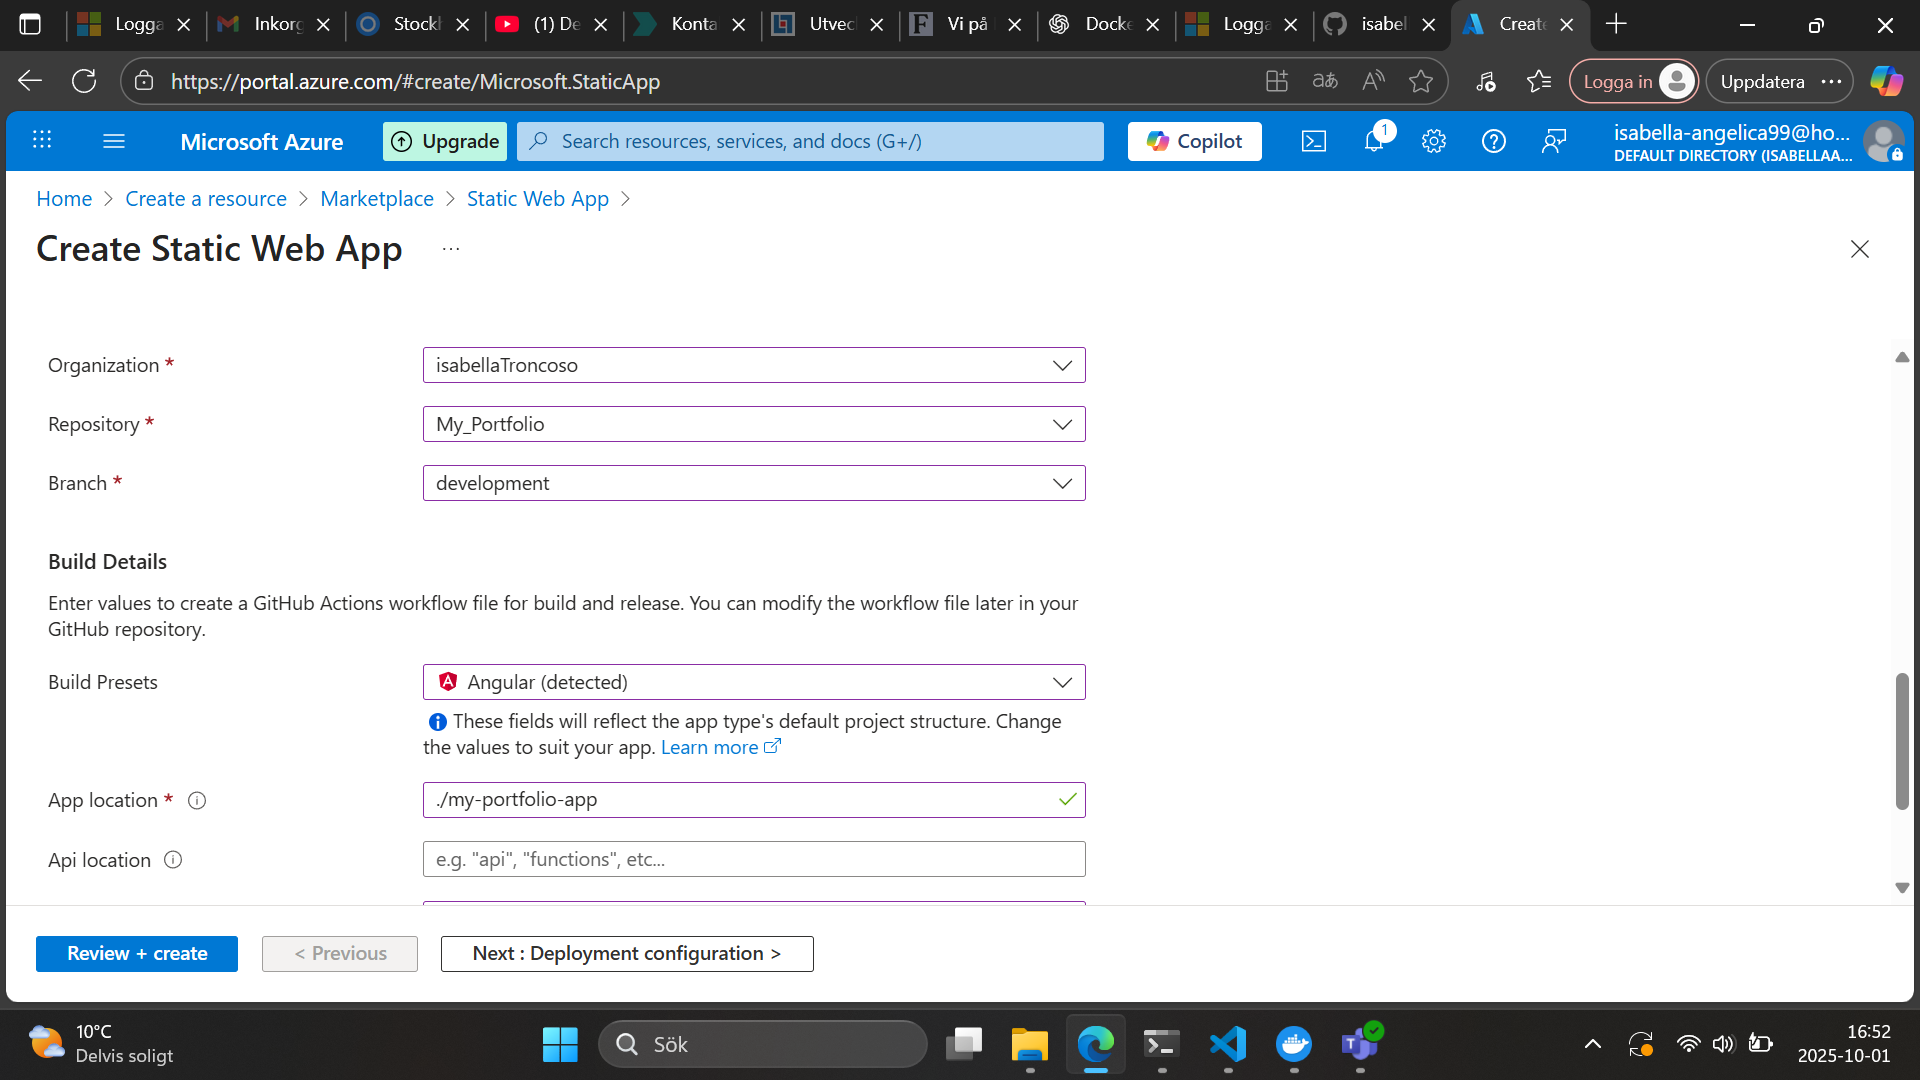 Logga
Inkorg
Stockh
(1) De
Konta
Utvec
Vi på
Docke
Logga
isabel
Create
https://portal.azure.com/#create/Microsoft.StaticApp
Logga in
Uppdatera
Microsoft Azure
Upgrade
Search resources, services, and docs (G+/)
Copilot
1
isabella-angelica99@ho...
DEFAULT DIRECTORY (ISABELLAA...
Home > Create a resource > Marketplace > Static Web App >
Create Static Web App ...
Organization *
isabellaTroncoso
Repository *
My_Portfolio
Branch *
development
Build Details
Enter values to create a GitHub Actions workflow file for build and release. You can modify the workflow file later in your
GitHub repository.
Build Presets
Angular (detected)
These fields will reflect the app type's default project structure. Change
the values to suit your app. Learn more
App location *
./my-portfolio-app
Api location
e.g. "api", "functions", etc...
Review + create
< Previous
Next : Deployment configuration >
10°C
Delvis soligt
Sök
16:52
2025-10-01